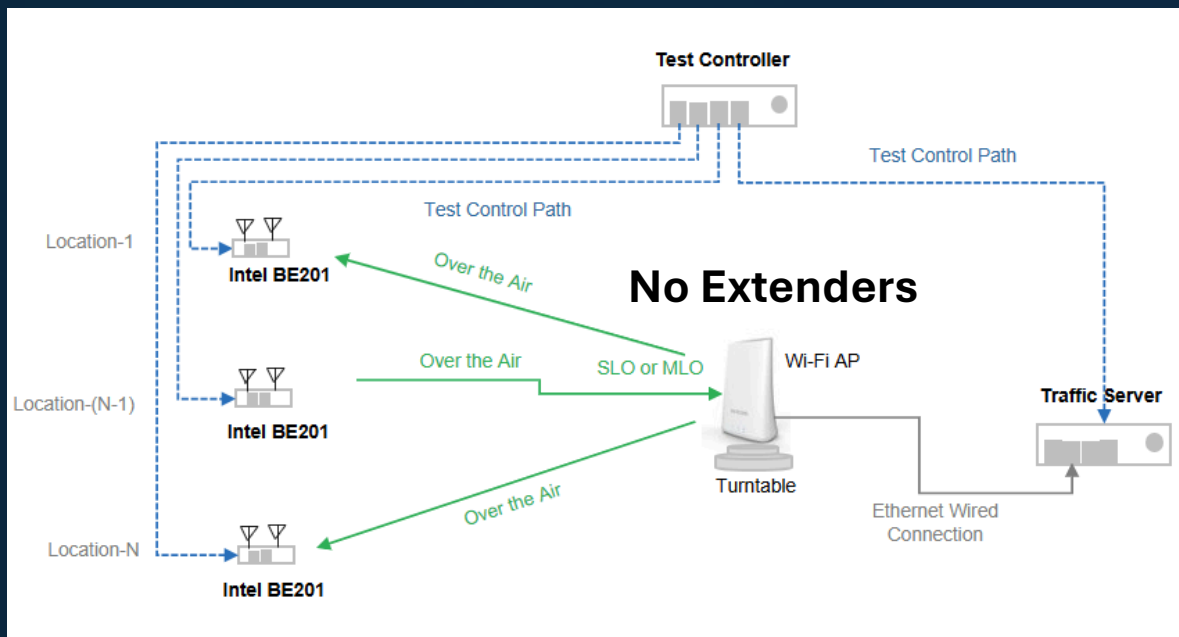 Test Controller
Test Control Path
Test Control Path
Location-1
Intel BE201
Over the Air
No Extenders
Over the Air
SLO or MLO
Wi-Fi AP
Location-(N-1)
Intel BE201
Traffic Server
Turntable
Over the Air
Ethernet Wired
Connection
Location-N
Intel BE201